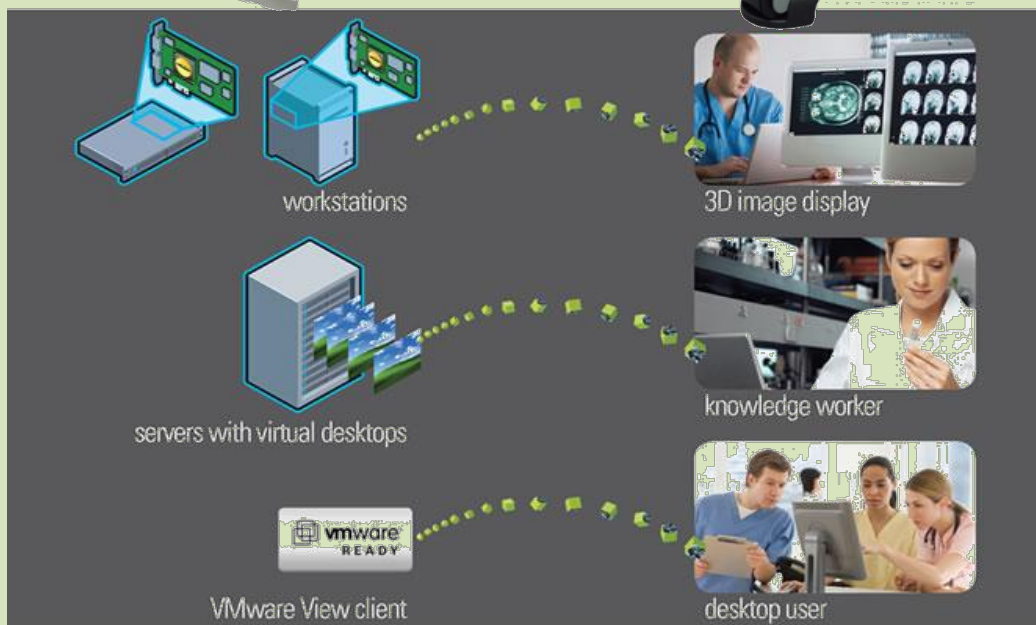 workstations
3D image display
servers with virtual desktops
knowledge worker
vmware
READY
VMware View client
desktop user